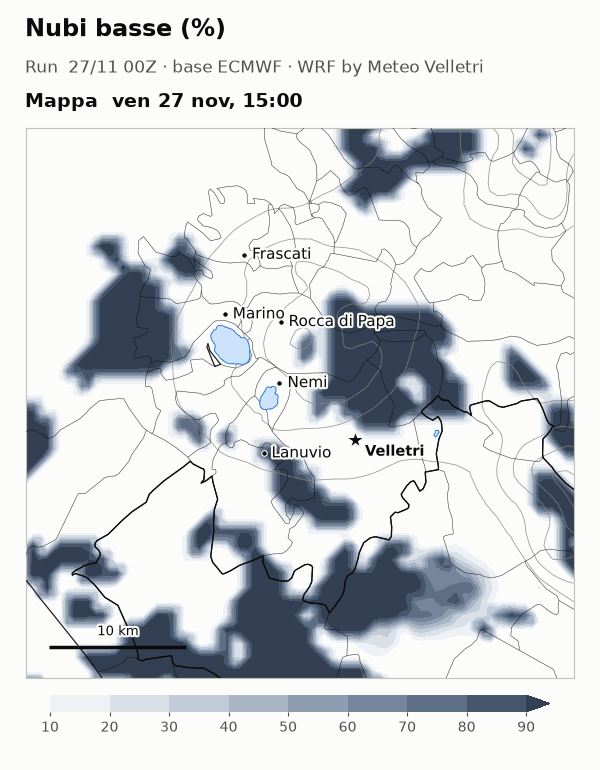 Nubi basse (%)
Run  27/11 00Z · base ECMWF · WRF by Meteo Velletri
Mappa  ven 27 nov, 15:00
Frascati
Marino
Rocca di Papa
Nemi
Velletri
Lanuvio
10 km
10 20 30 40 50 60 70 80 90